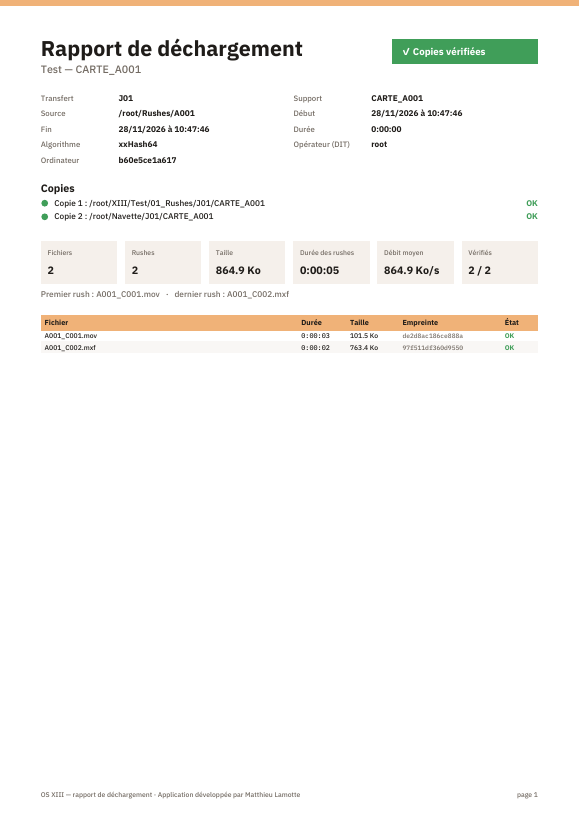 Rapport de déchargement
✓ Copies vérifiées
Test — CARTE_A001
Transfert J01 Support CARTE_A001
Source /root/Rushes/A001 Début 28/11/2026 à 10:47:46
Fin 28/11/2026 à 10:47:46 Durée 0:00:00
Algorithme xxHash64 Opérateur (DIT) root
Ordinateur b60e5ce1a617
Copies
Copie 1 : /root/XIII/Test/01_Rushes/J01/CARTE_A001 OK
Copie 2 : /root/Navette/J01/CARTE_A001 OK
Fichiers Rushes Taille Durée des rushes Débit moyen Vérifiés
2 2 864.9 Ko 0:00:05 864.9 Ko/s 2 / 2
Premier rush : A001_C001.mov · dernier rush : A001_C002.mxf
Fichier Durée Taille Empreinte État
A001_C001.mov 0:00:03 101.5 Ko de2d8ac186ce888a OK
A001_C002.mxf 0:00:02 763.4 Ko 97f511df360d9550 OK
OS XIII — rapport de déchargement · Application développée par Matthieu Lamotte page 1